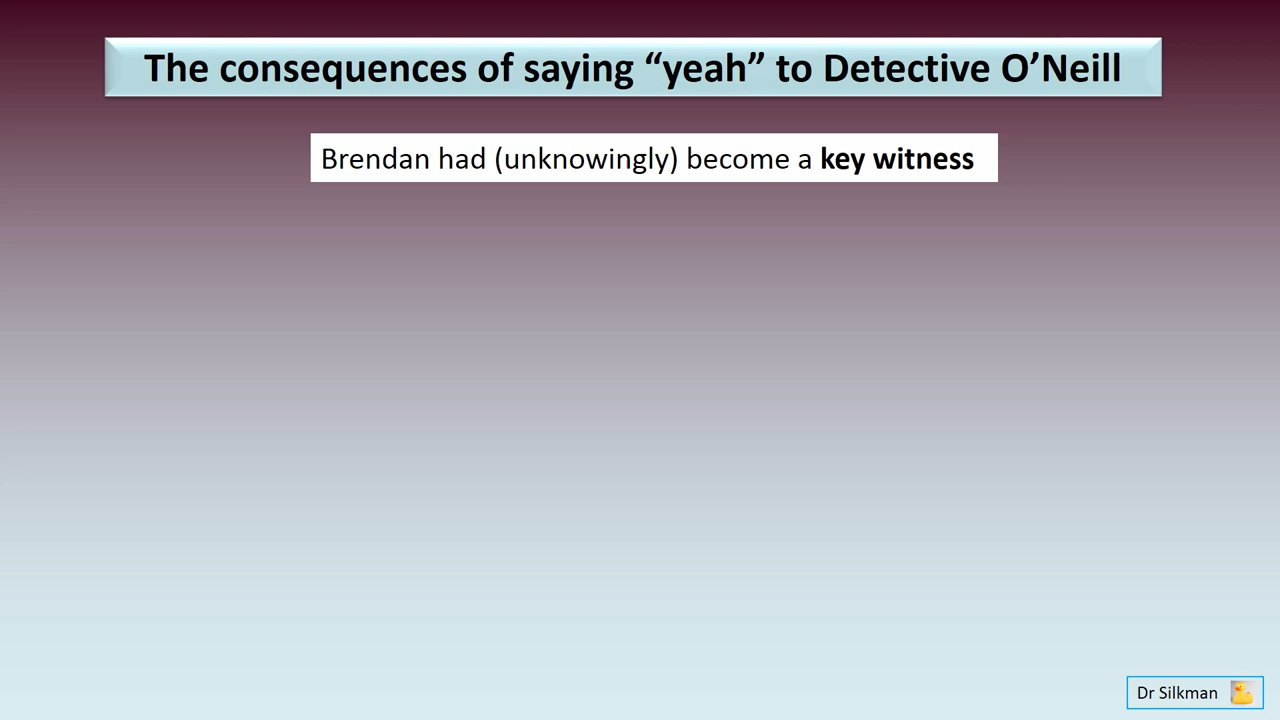 The consequences of saying “yeah” to Detective O’Neill
Brendan had (unknowingly) become a key witness
Dr Silkman